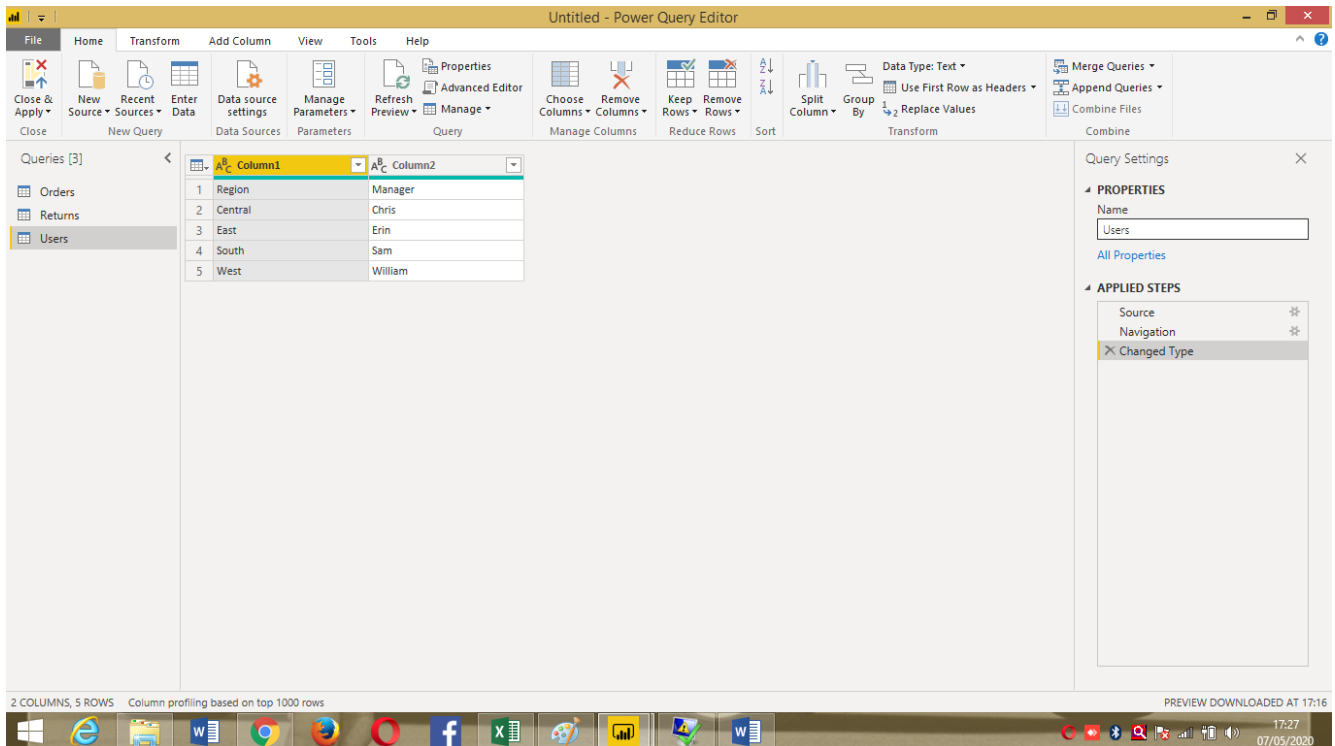 Untitled - Power Query Editor
File Home Transform Add Column View Tools Help
Close & Apply
New Source
Recent Sources
Enter Data
Data source settings
Manage Parameters
Refresh Preview
Properties
Advanced Editor
Manage
Choose Columns
Remove Columns
Keep Rows
Remove Rows
Split Column
Group By
Data Type: Text
Use First Row as Headers
Replace Values
Merge Queries
Append Queries
Combine Files
Close New Query Data Sources Parameters Query Manage Columns Reduce Rows Sort Transform Combine
Queries [3]
Orders
Returns
Users
Column1 Column2
1 Region Manager
2 Central Chris
3 East Erin
4 South Sam
5 West William
Query Settings
PROPERTIES
Name
Users
All Properties
APPLIED STEPS
Source
Navigation
Changed Type
2 COLUMNS, 5 ROWS Column profiling based on top 1000 rows
PREVIEW DOWNLOADED AT 17:16
17:27
07/05/2020